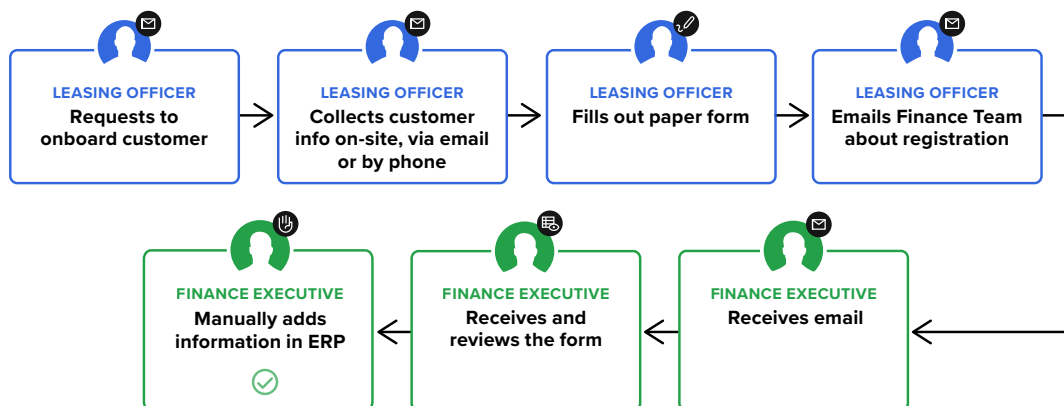 LEASING OFFICER
Requests to
onboard customer
LEASING OFFICER
Collects customer
info on-site, via email
or by phone
LEASING OFFICER
Fills out paper form
LEASING OFFICER
Emails Finance Team
about registration
FINANCE EXECUTIVE
Receives email
FINANCE EXECUTIVE
Receives and
reviews the form
FINANCE EXECUTIVE
Manually adds
information in ERP